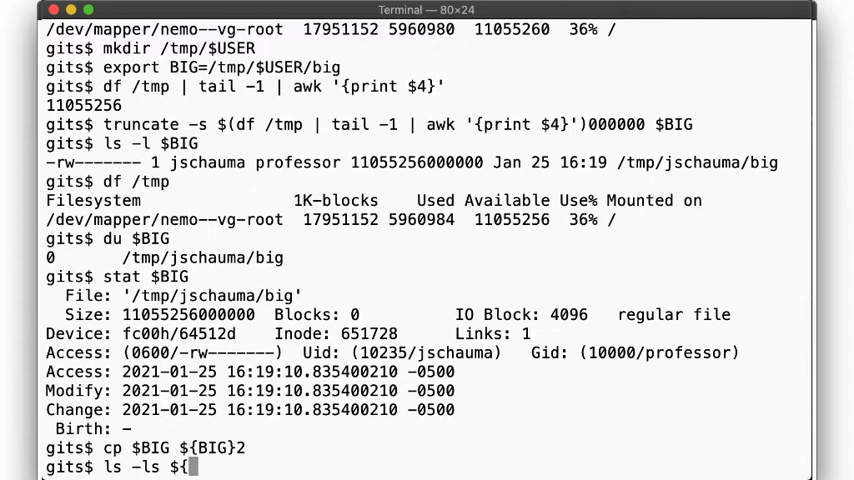 Terminal — 80×24
/dev/mapper/nemo--vg-root  17951152 5960980  11055260  36% /
gits$ mkdir /tmp/$USER
gits$ export BIG=/tmp/$USER/big
gits$ df /tmp | tail -1 | awk '{print $4}'
11055256
gits$ truncate -s $(df /tmp | tail -1 | awk '{print $4}')000000 $BIG
gits$ ls -l $BIG
-rw------- 1 jschauma professor 11055256000000 Jan 25 16:19 /tmp/jschauma/big
gits$ df /tmp
Filesystem                1K-blocks    Used Available Use% Mounted on
/dev/mapper/nemo--vg-root  17951152 5960984  11055256  36% /
gits$ du $BIG
0       /tmp/jschauma/big
gits$ stat $BIG
  File: '/tmp/jschauma/big'
  Size: 11055256000000  Blocks: 0          IO Block: 4096   regular file
Device: fc00h/64512d    Inode: 651728      Links: 1
Access: (0600/-rw-------)  Uid: (10235/jschauma)   Gid: (10000/professor)
Access: 2021-01-25 16:19:10.835400210 -0500
Modify: 2021-01-25 16:19:10.835400210 -0500
Change: 2021-01-25 16:19:10.835400210 -0500
 Birth: -
gits$ cp $BIG ${BIG}2
gits$ ls -ls ${